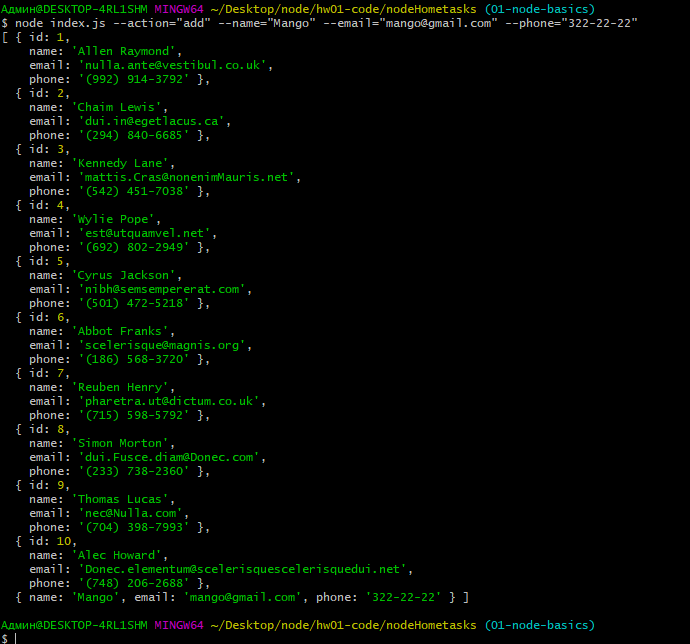 Админ@DESKTOP-4RL1SHM MINGW64 ~/Desktop/node/hw01-code/nodeHometasks (01-node-basics)
$ node index.js --action="add" --name="Mango" --email="mango@gmail.com" --phone="322-22-22"
[ { id: 1,
    name: 'Allen Raymond',
    email: 'nulla.ante@vestibul.co.uk',
    phone: '(992) 914-3792' },
  { id: 2,
    name: 'Chaim Lewis',
    email: 'dui.in@egetlacus.ca',
    phone: '(294) 840-6685' },
  { id: 3,
    name: 'Kennedy Lane',
    email: 'mattis.Cras@nonenimMauris.net',
    phone: '(542) 451-7038' },
  { id: 4,
    name: 'Wylie Pope',
    email: 'est@utquamvel.net',
    phone: '(692) 802-2949' },
  { id: 5,
    name: 'Cyrus Jackson',
    email: 'nibh@semsempererat.com',
    phone: '(501) 472-5218' },
  { id: 6,
    name: 'Abbot Franks',
    email: 'scelerisque@magnis.org',
    phone: '(186) 568-3720' },
  { id: 7,
    name: 'Reuben Henry',
    email: 'pharetra.ut@dictum.co.uk',
    phone: '(715) 598-5792' },
  { id: 8,
    name: 'Simon Morton',
    email: 'dui.Fusce.diam@Donec.com',
    phone: '(233) 738-2360' },
  { id: 9,
    name: 'Thomas Lucas',
    email: 'nec@Nulla.com',
    phone: '(704) 398-7993' },
  { id: 10,
    name: 'Alec Howard',
    email: 'Donec.elementum@scelerisquescelerisquedui.net',
    phone: '(748) 206-2688' },
  { name: 'Mango', email: 'mango@gmail.com', phone: '322-22-22' } ]
Админ@DESKTOP-4RL1SHM MINGW64 ~/Desktop/node/hw01-code/nodeHometasks (01-node-basics)
$